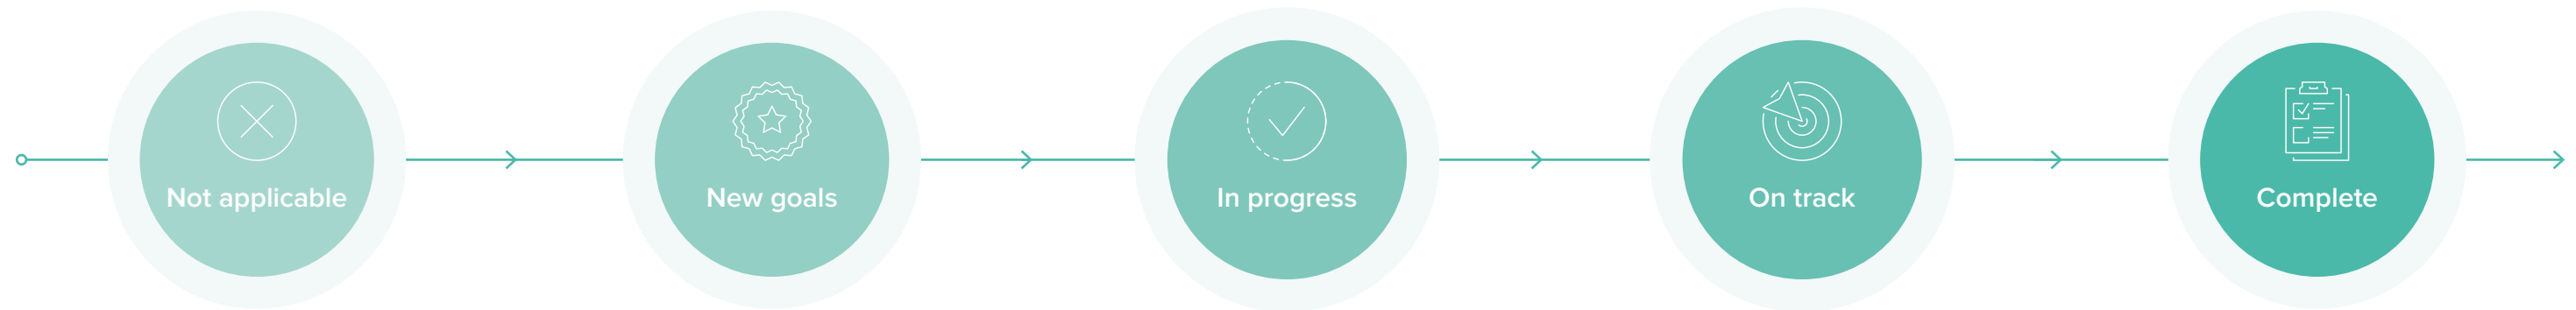 Not applicable
New goals
In progress
On track
Complete